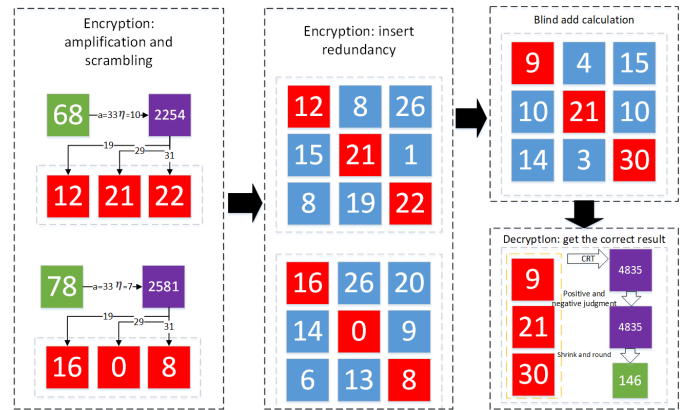 Encryption:
amplification and
scrambling
68
a=33 η=10
2254
19
29
31
12 21 22
78
a=33 η=7
2581
19
29
31
16 0 8
Encryption: insert
redundancy
12 8 26
15 21 1
8 19 22
16 26 20
14 0 9
6 13 8
Blind add calculation
9 4 15
10 21 10
14 3 30
Decryption: get the correct result
9
21
30
CRT
4835
Positive and
negative judgment
4835
Shrink and round
146